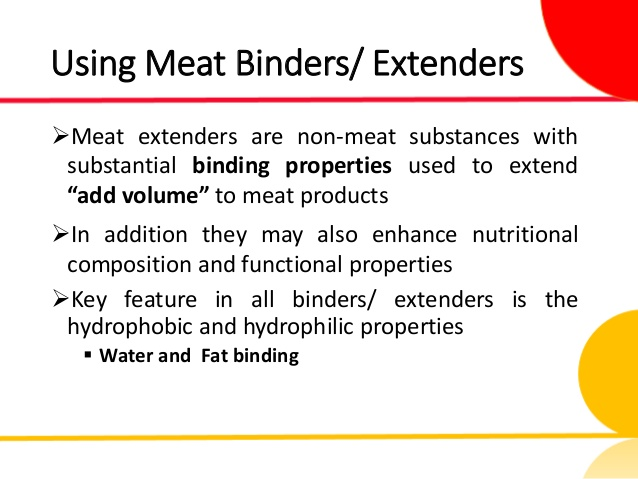 Using Meat Binders/ Extenders
➢Meat extenders are non-meat substances with
substantial binding properties used to extend
“add volume” to meat products
➢In addition they may also enhance nutritional
composition and functional properties
➢Key feature in all binders/ extenders is the
hydrophobic and hydrophilic properties
▪ Water and Fat binding